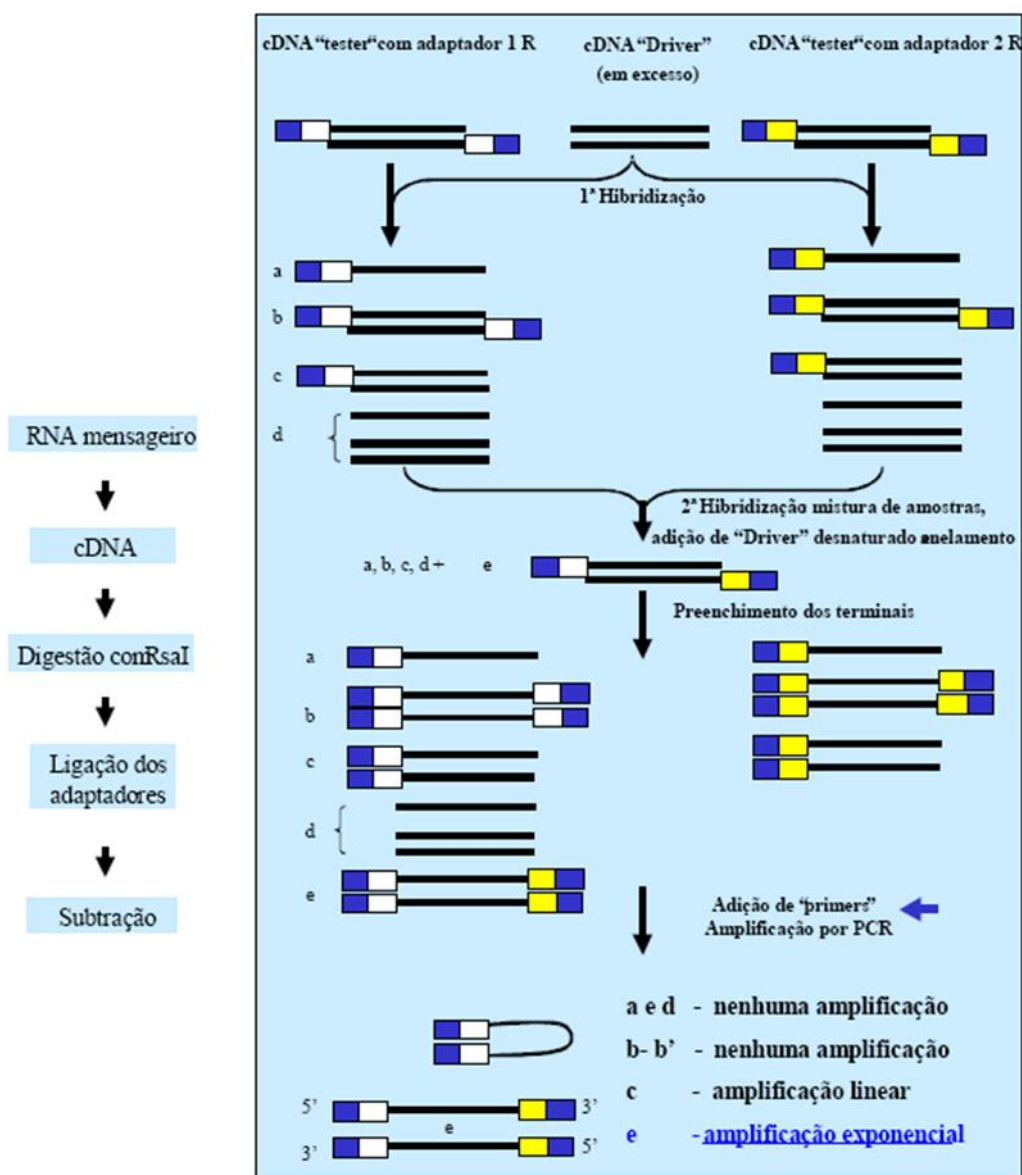 cDNA“tester“com adaptador 1 R
cDNA“Driver”
(em excesso)
cDNA “tester“com adaptador 2 R
1ª Hibridização
a
b
c
d
2ª Hibridização mistura de amostras,
adição de “Driver” desnaturado anelamento
a, b, c, d + e
Preenchimento dos terminais
a
b
c
d
e
Adição de “primers”
Amplificação por PCR
a e d - nenhuma amplificação
b- b’ - nenhuma amplificação
c - amplificação linear
e -amplificação exponencial
5’ 3’
e
3’ 5’
RNA mensageiro
cDNA
Digestão conRsaI
Ligação dos
adaptadores
Subtração